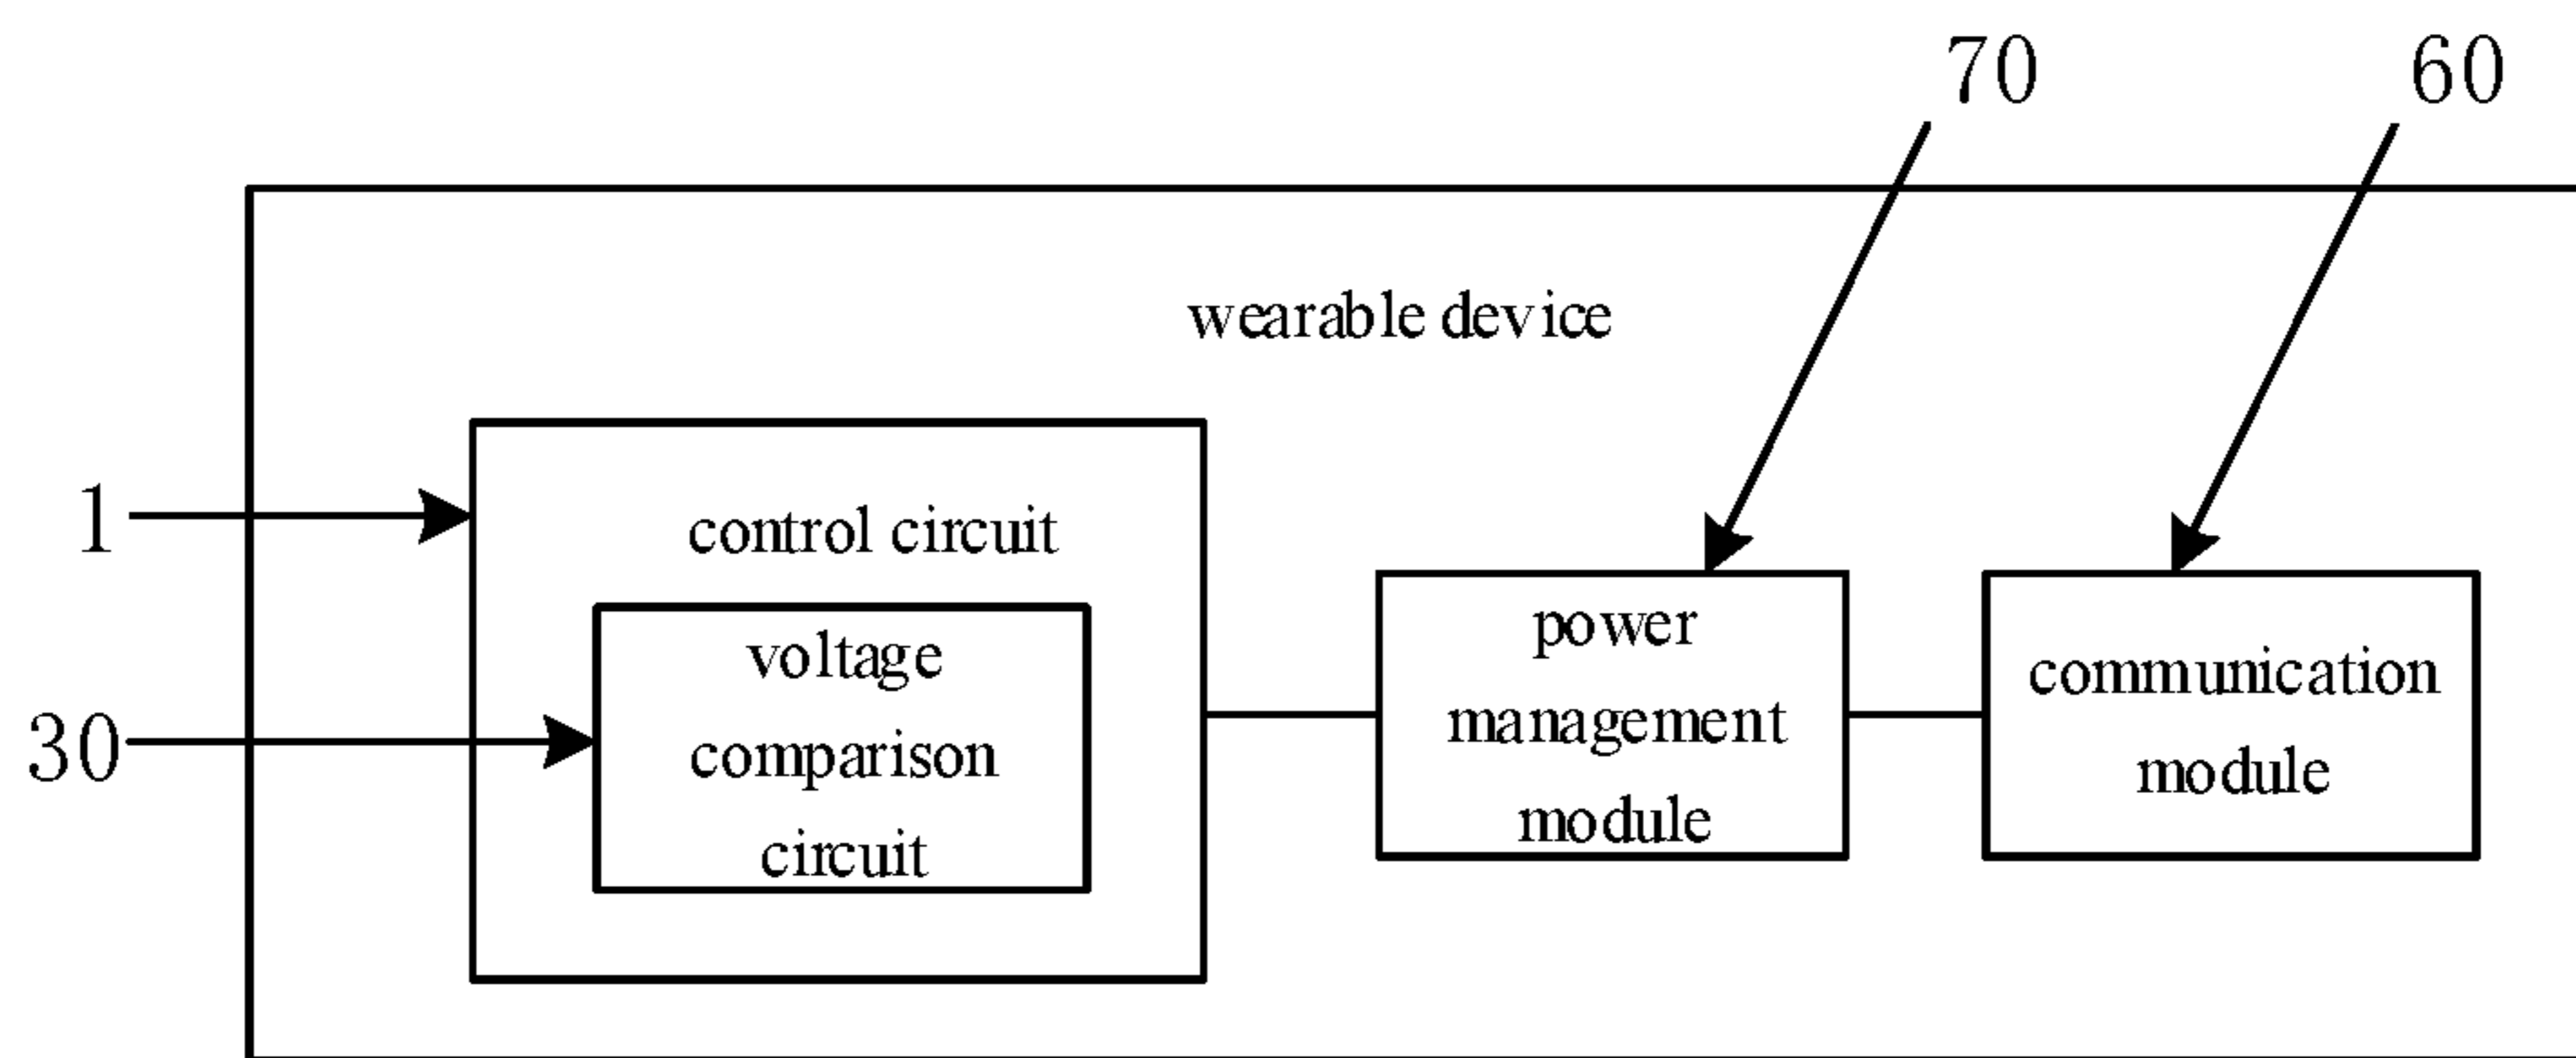 70
60
wearable device
1
control circuit
30
voltage
comparison
circuit
power
management
module
communication
module